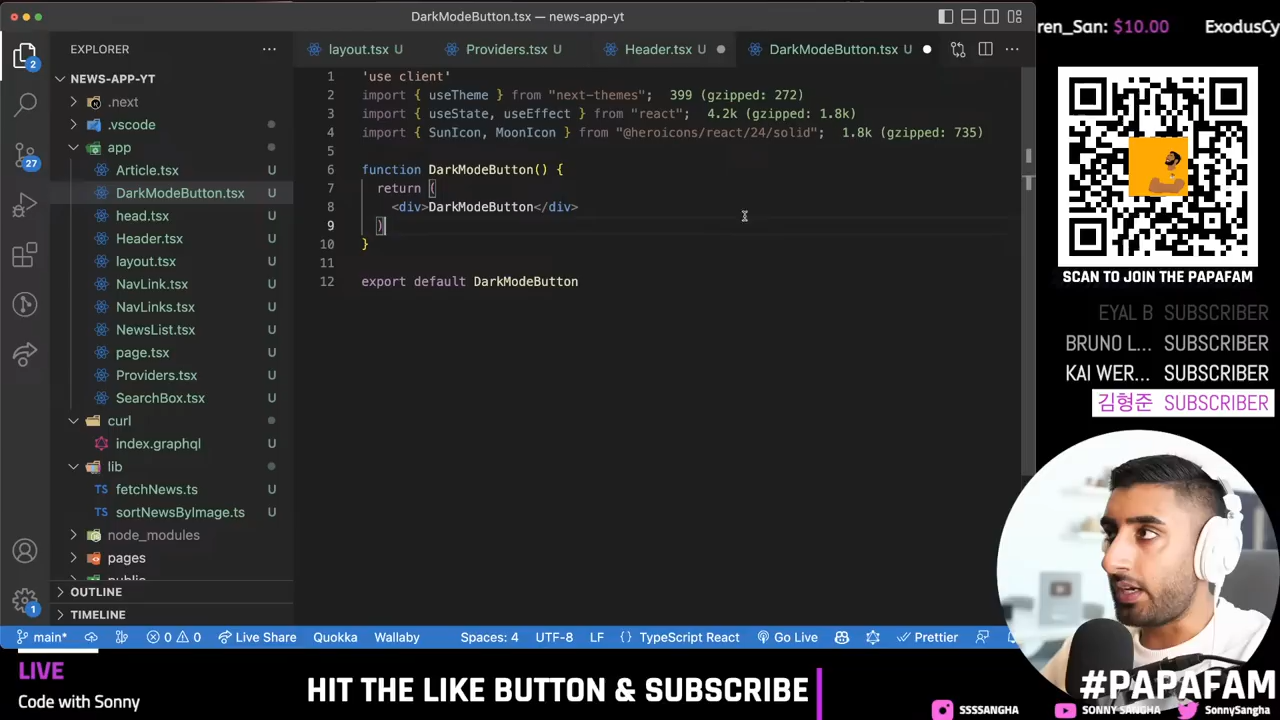 DarkModeButton.tsx — news-app-yt
EXPLORER
layout.tsx U
Providers.tsx U
Header.tsx U
DarkModeButton.tsx U
NEWS-APP-YT
.next
.vscode
app
Article.tsx U
DarkModeButton.tsx U
head.tsx U
Header.tsx U
layout.tsx U
NavLink.tsx U
NavLinks.tsx U
NewsList.tsx U
page.tsx U
Providers.tsx U
SearchBox.tsx U
curl
index.graphql U
lib
TS fetchNews.ts U
TS sortNewsByImage.ts U
node_modules
pages
OUTLINE
TIMELINE
2
27
1
1 'use client'
2 import { useTheme } from "next-themes"; 399 (gzipped: 272)
3 import { useState, useEffect } from "react"; 4.2k (gzipped: 1.8k)
4 import { SunIcon, MoonIcon } from "@heroicons/react/24/solid"; 1.8k (gzipped: 735)
5
6 function DarkModeButton() {
7 return (
8 <div>DarkModeButton</div>
9 )
10 }
11
12 export default DarkModeButton
main* 0 0 Live Share Quokka Wallaby Spaces: 4 UTF-8 LF {} TypeScript React Go Live Prettier
ren_San: $10.00 ExodusCy
SCAN TO JOIN THE PAPAFAM
EYAL B SUBSCRIBER
BRUNO L... SUBSCRIBER
KAI WER... SUBSCRIBER
김형준 SUBSCRIBER
LIVE
Code with Sonny
HIT THE LIKE BUTTON & SUBSCRIBE
#PAPAFAM
SSSSANGHA SONNY SANGHA SonnySangha